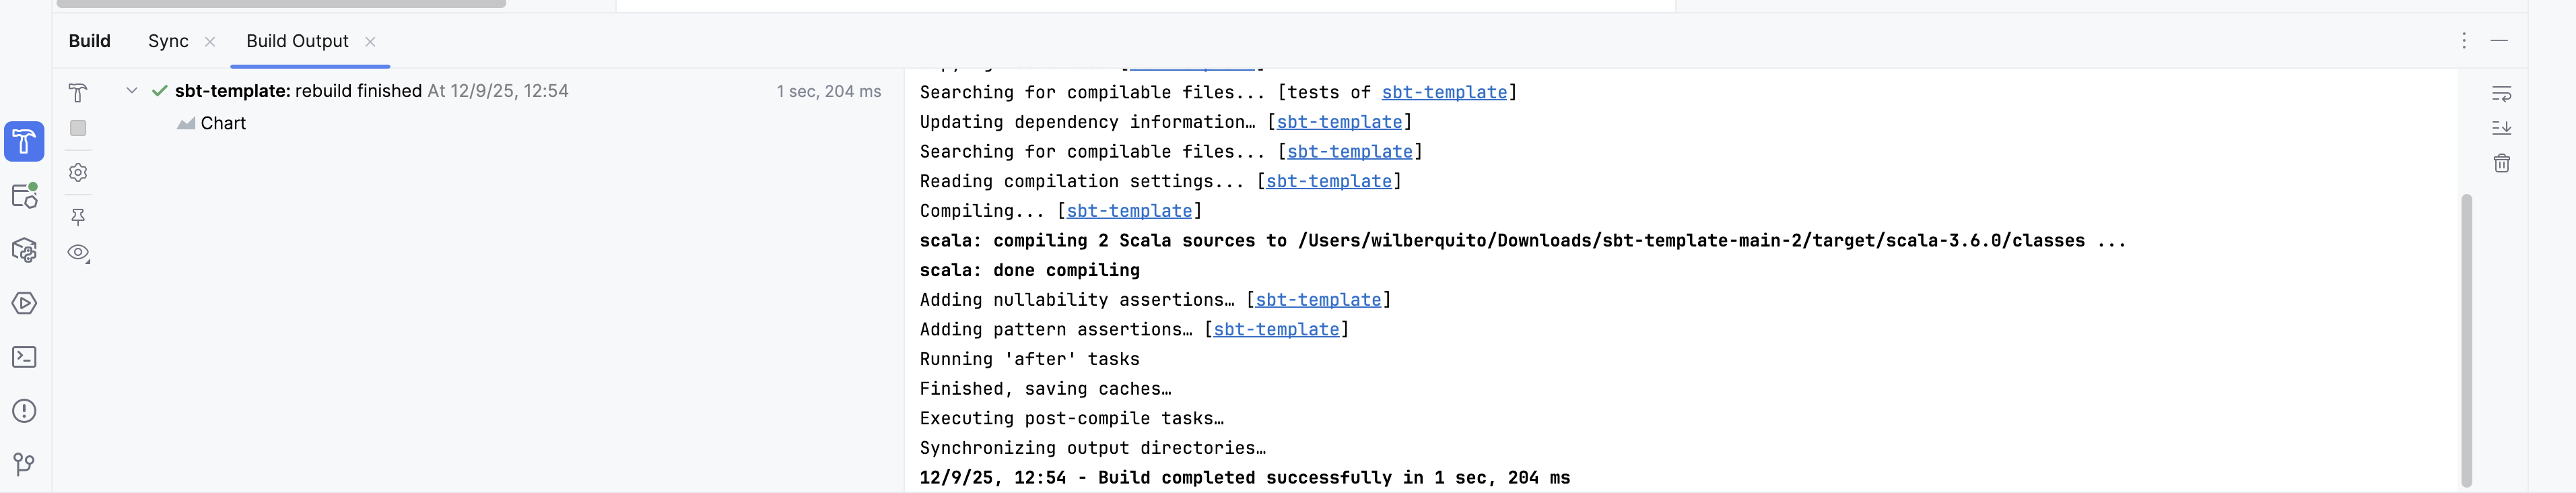 Build Sync Build Output
sbt-template: rebuild finished At 12/9/25, 12:54 1 sec, 204 ms
Chart
Searching for compilable files... [tests of sbt-template]
Updating dependency information… [sbt-template]
Searching for compilable files... [sbt-template]
Reading compilation settings... [sbt-template]
Compiling... [sbt-template]
scala: compiling 2 Scala sources to /Users/wilberquito/Downloads/sbt-template-main-2/target/scala-3.6.0/classes ...
scala: done compiling
Adding nullability assertions… [sbt-template]
Adding pattern assertions… [sbt-template]
Running 'after' tasks
Finished, saving caches…
Executing post-compile tasks…
Synchronizing output directories…
12/9/25, 12:54 - Build completed successfully in 1 sec, 204 ms